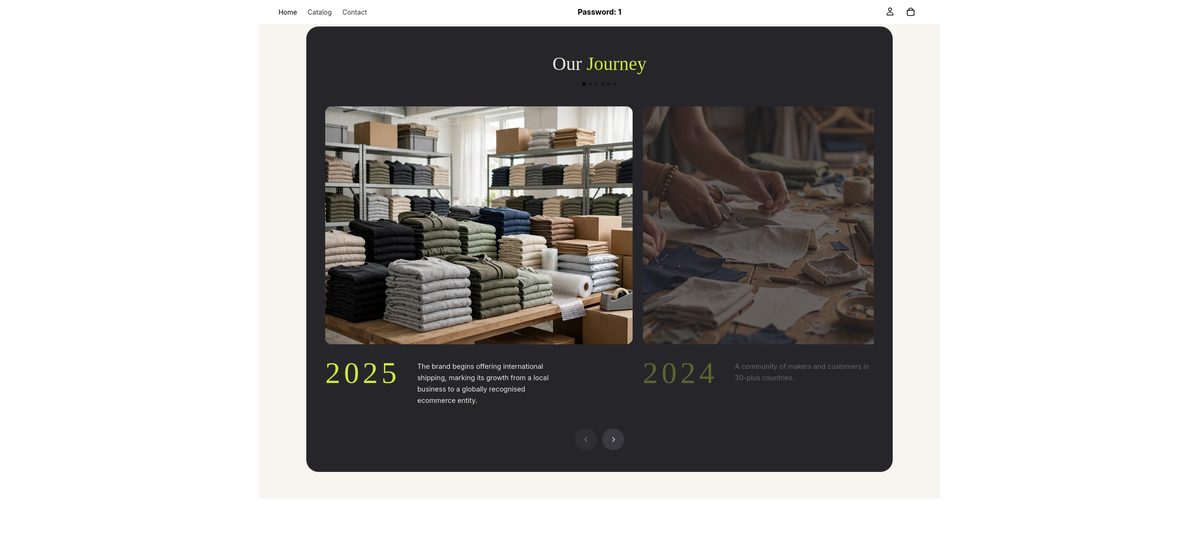 Home Catalog Contact Password: 1
Our Journey
2025
The brand begins offering international
shipping, marking its growth from a local
business to a globally recognised
ecommerce entity.
2024
A community of makers and customers in
30-plus countries.